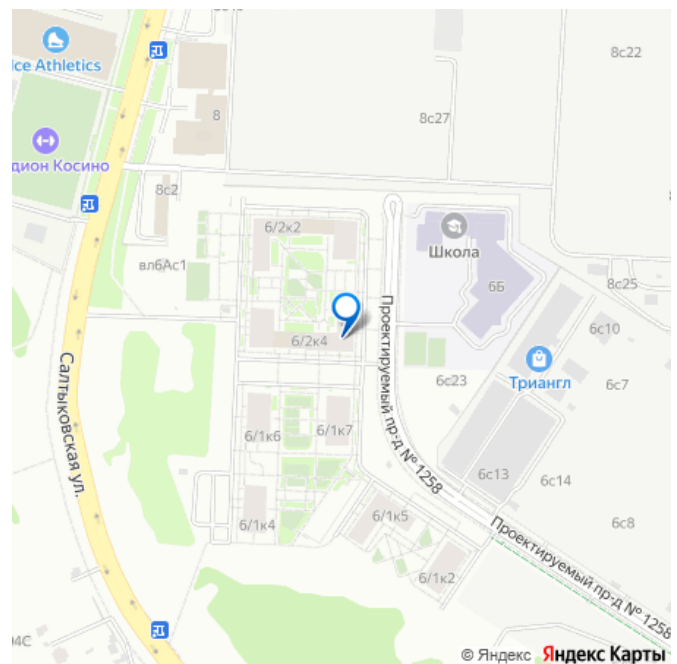 Ice Athletics
8с22
8
8с27
дион Косино
8с2
6/2к2
Школа
вл6Ас1
6Б
8с25
6с10
6/2к4
Проектируемый пр-д № 1258
6с23
Триангл
6с7
Салтыковская ул.
6/1к6
6/1к7
6с13
6с14
6/1к4
6/1к5
6с8
Проектируемый пр-д № 1258
6/1к2
94С
© Яндекс Яндекс Карты